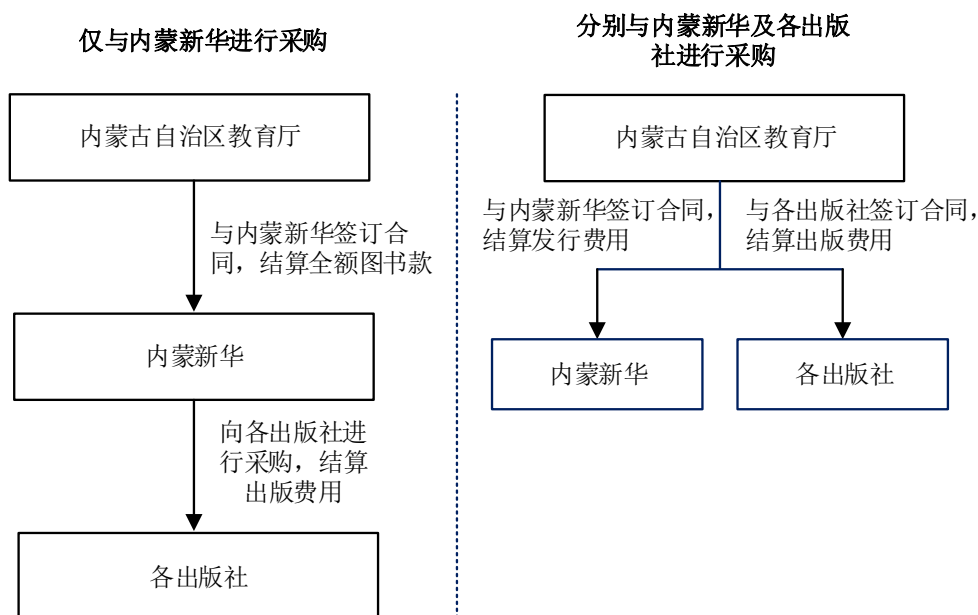 仅与内蒙新华进行采购
内蒙古自治区教育厅
与内蒙新华签订合
同，结算全额图书款
内蒙新华
向各出版社进
行采购，结算
出版费用
各出版社
分别与内蒙新华及各出版
社进行采购
内蒙古自治区教育厅
与内蒙新华签订合同，
结算发行费用
与各出版社签订合同，
结算出版费用
内蒙新华
各出版社